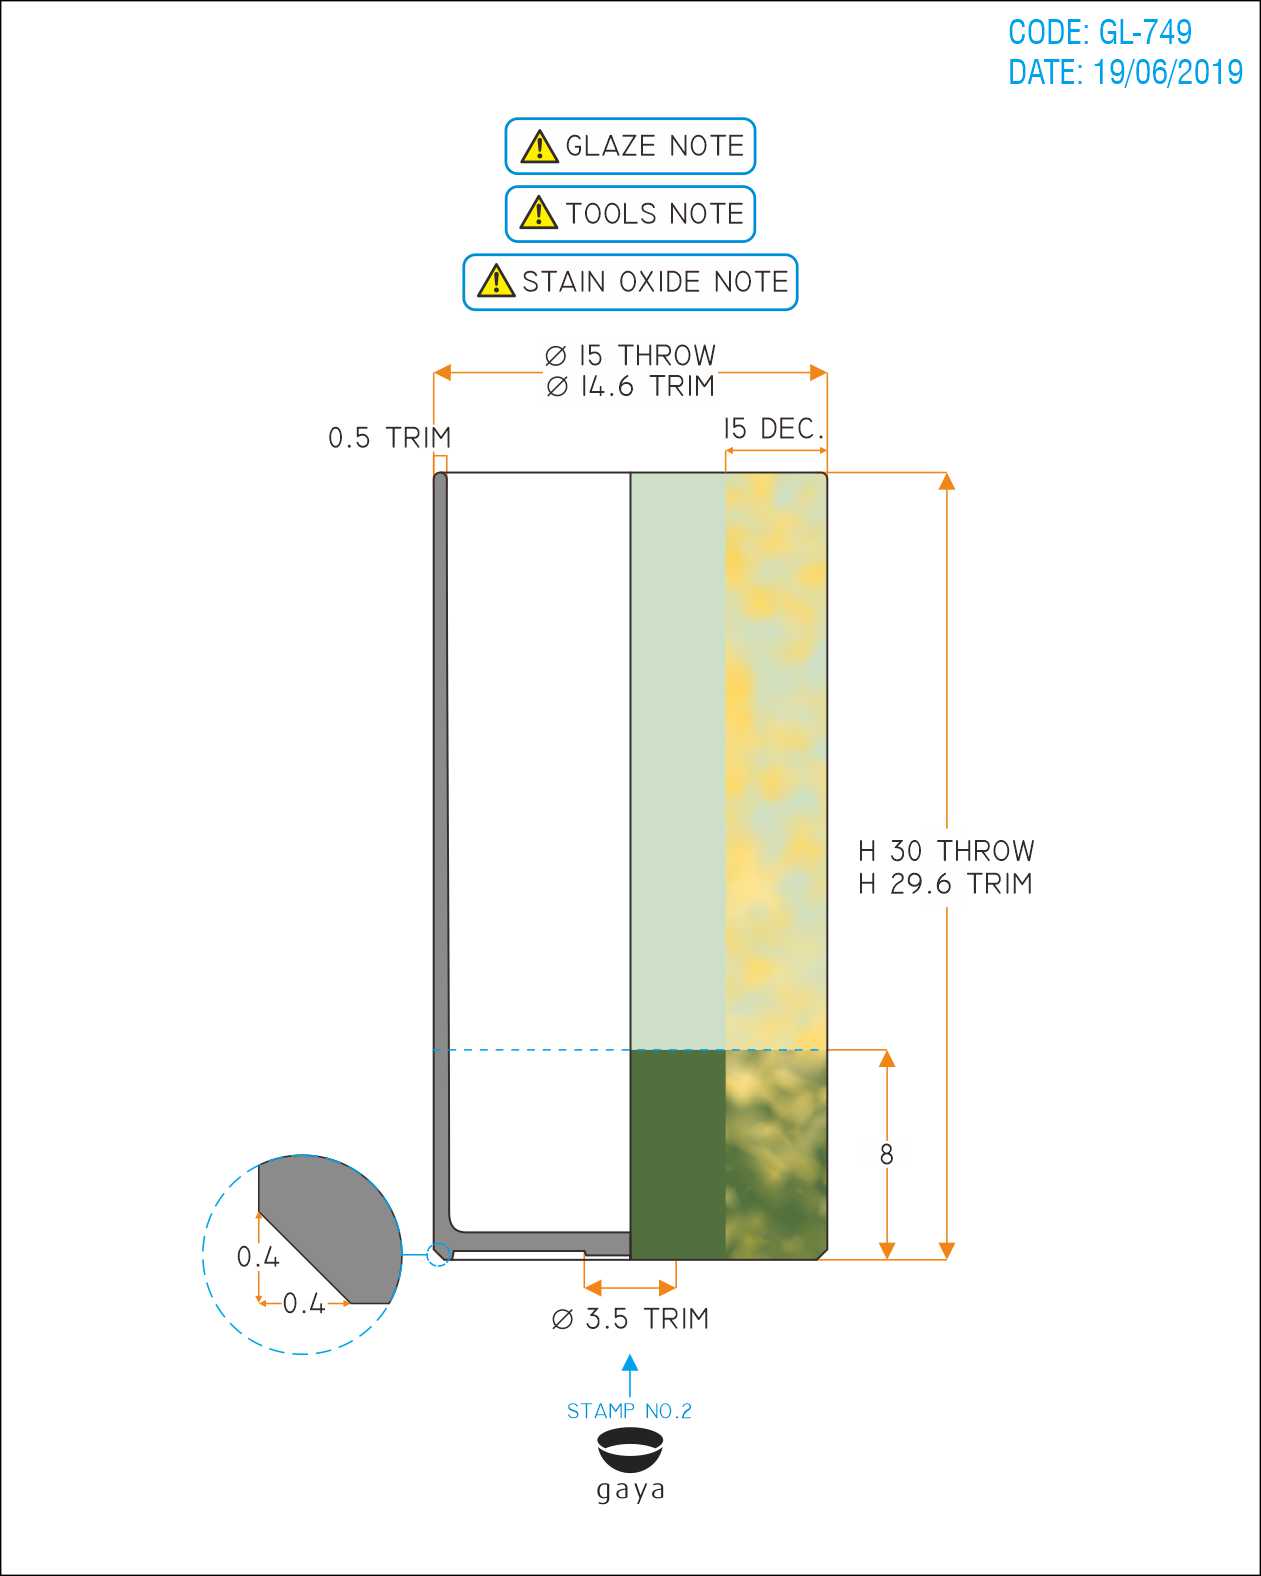 CODE: GL-749
DATE: 19/06/2019
GLAZE NOTE
TOOLS NOTE
STAIN OXIDE NOTE
Ø 15 THROW
Ø 14.6 TRIM
0.5 TRIM
15 DEC.
H 30 THROW
H 29.6 TRIM
8
0.4
0.4
Ø 3.5 TRIM
STAMP NO.2
gaya